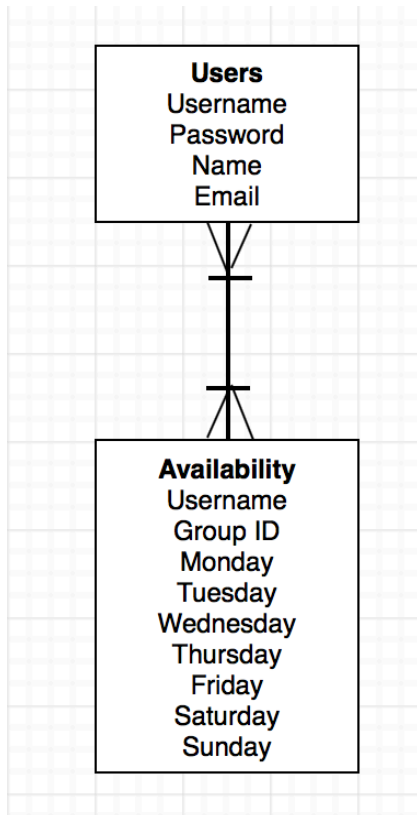 Users
Username
Password
Name
Email
Availability
Username
Group ID
Monday
Tuesday
Wednesday
Thursday
Friday
Saturday
Sunday